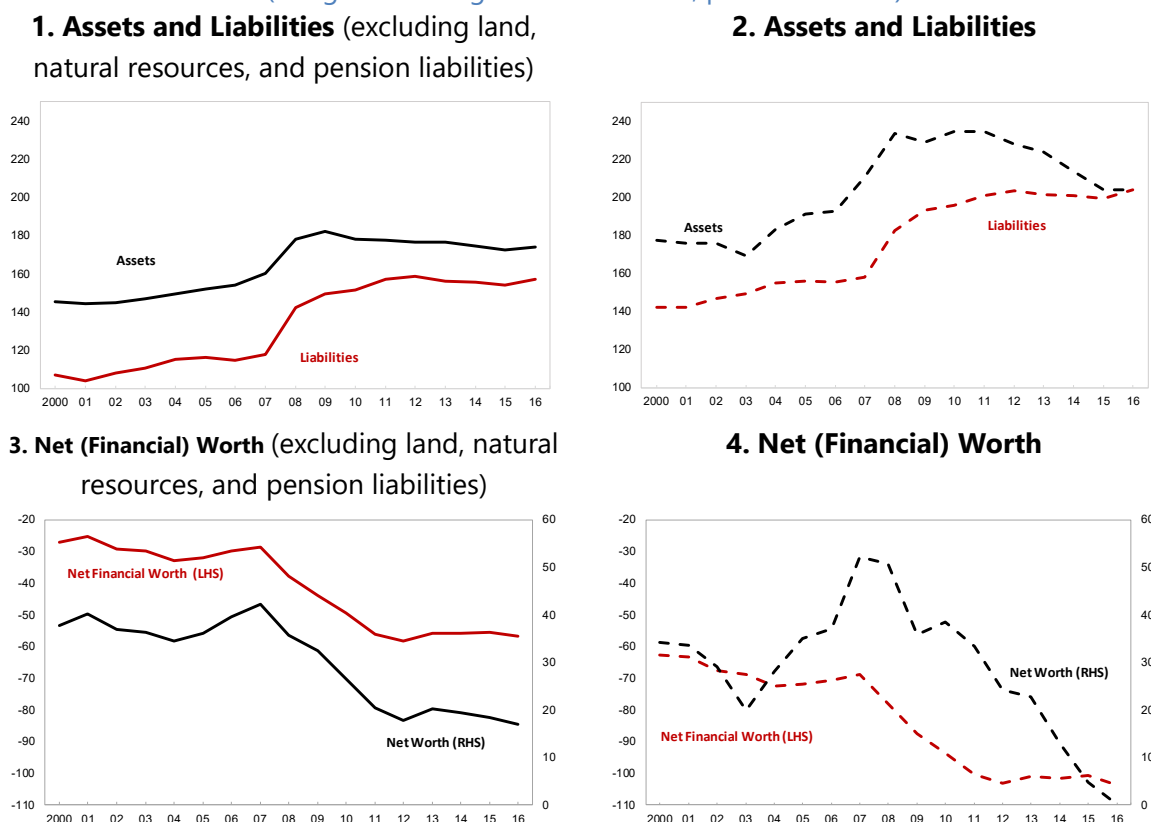 1. Assets and Liabilities (excluding land,
natural resources, and pension liabilities)
240
220
200
180
160
140
120
100
Assets
Liabilities
2000 01 02 03 04 05 06 07 08 09 10 11 12 13 14 15 16
2. Assets and Liabilities
240
220
200
180
160
140
120
100
Assets
Liabilities
2000 01 02 03 04 05 06 07 08 09 10 11 12 13 14 15 16
3. Net (Financial) Worth (excluding land, natural
resources, and pension liabilities)
-20
-30
-40
-50
-60
-70
-80
-90
-100
-110
60
50
40
30
20
10
0
Net Financial Worth (LHS)
Net Worth (RHS)
2000 01 02 03 04 05 06 07 08 09 10 11 12 13 14 15 16
4. Net (Financial) Worth
-20
-30
-40
-50
-60
-70
-80
-90
-100
-110
Net Worth (RHS)
Net Financial Worth (LHS)
2000 01 02 03 04 05 06 07 08 09 10 11 12 13 14 15 16